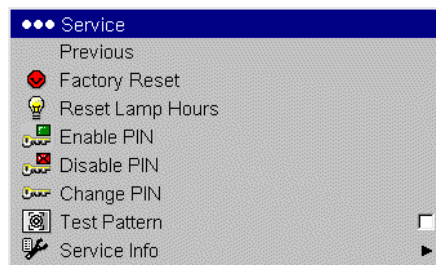 Service
Previous
Factory Reset
Reset Lamp Hours
Enable PIN
Disable PIN
Change PIN
Test Pattern
Service Info